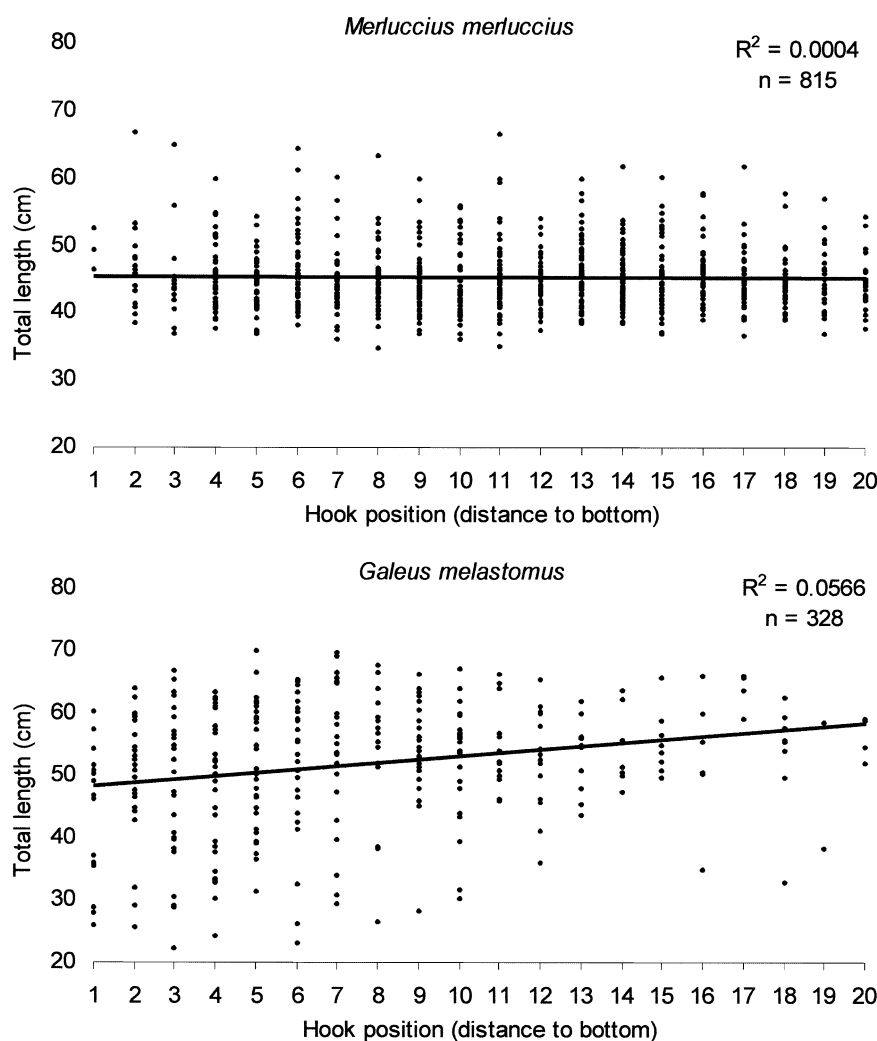 Merluccius merluccius
R² = 0.0004
n = 815
80
70
60
50
40
30
20
Total length (cm)
1 2 3 4 5 6 7 8 9 10 11 12 13 14 15 16 17 18 19 20
Hook position (distance to bottom)
Galeus melastomus
R² = 0.0566
n = 328
80
70
60
50
40
30
20
Total length (cm)
1 2 3 4 5 6 7 8 9 10 11 12 13 14 15 16 17 18 19 20
Hook position (distance to bottom)